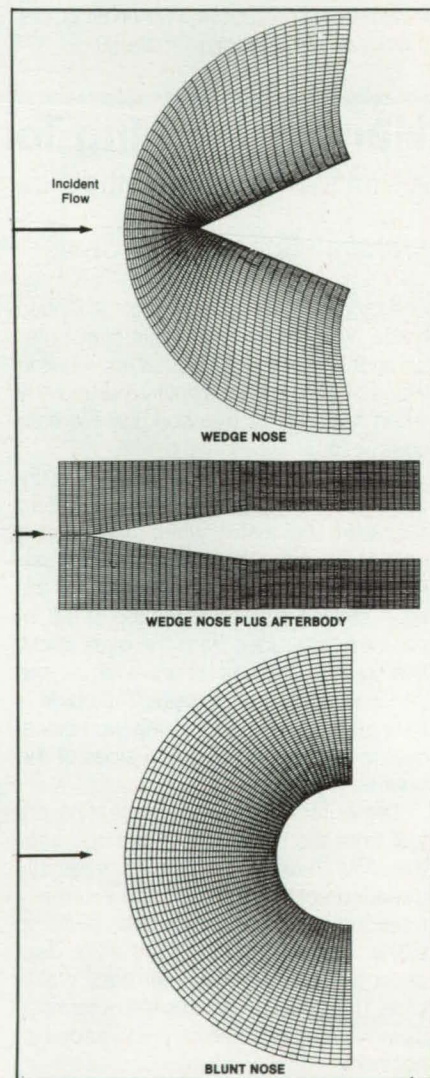 Incident
Flow
WEDGE NOSE
WEDGE NOSE PLUS AFTERBODY
BLUNT NOSE